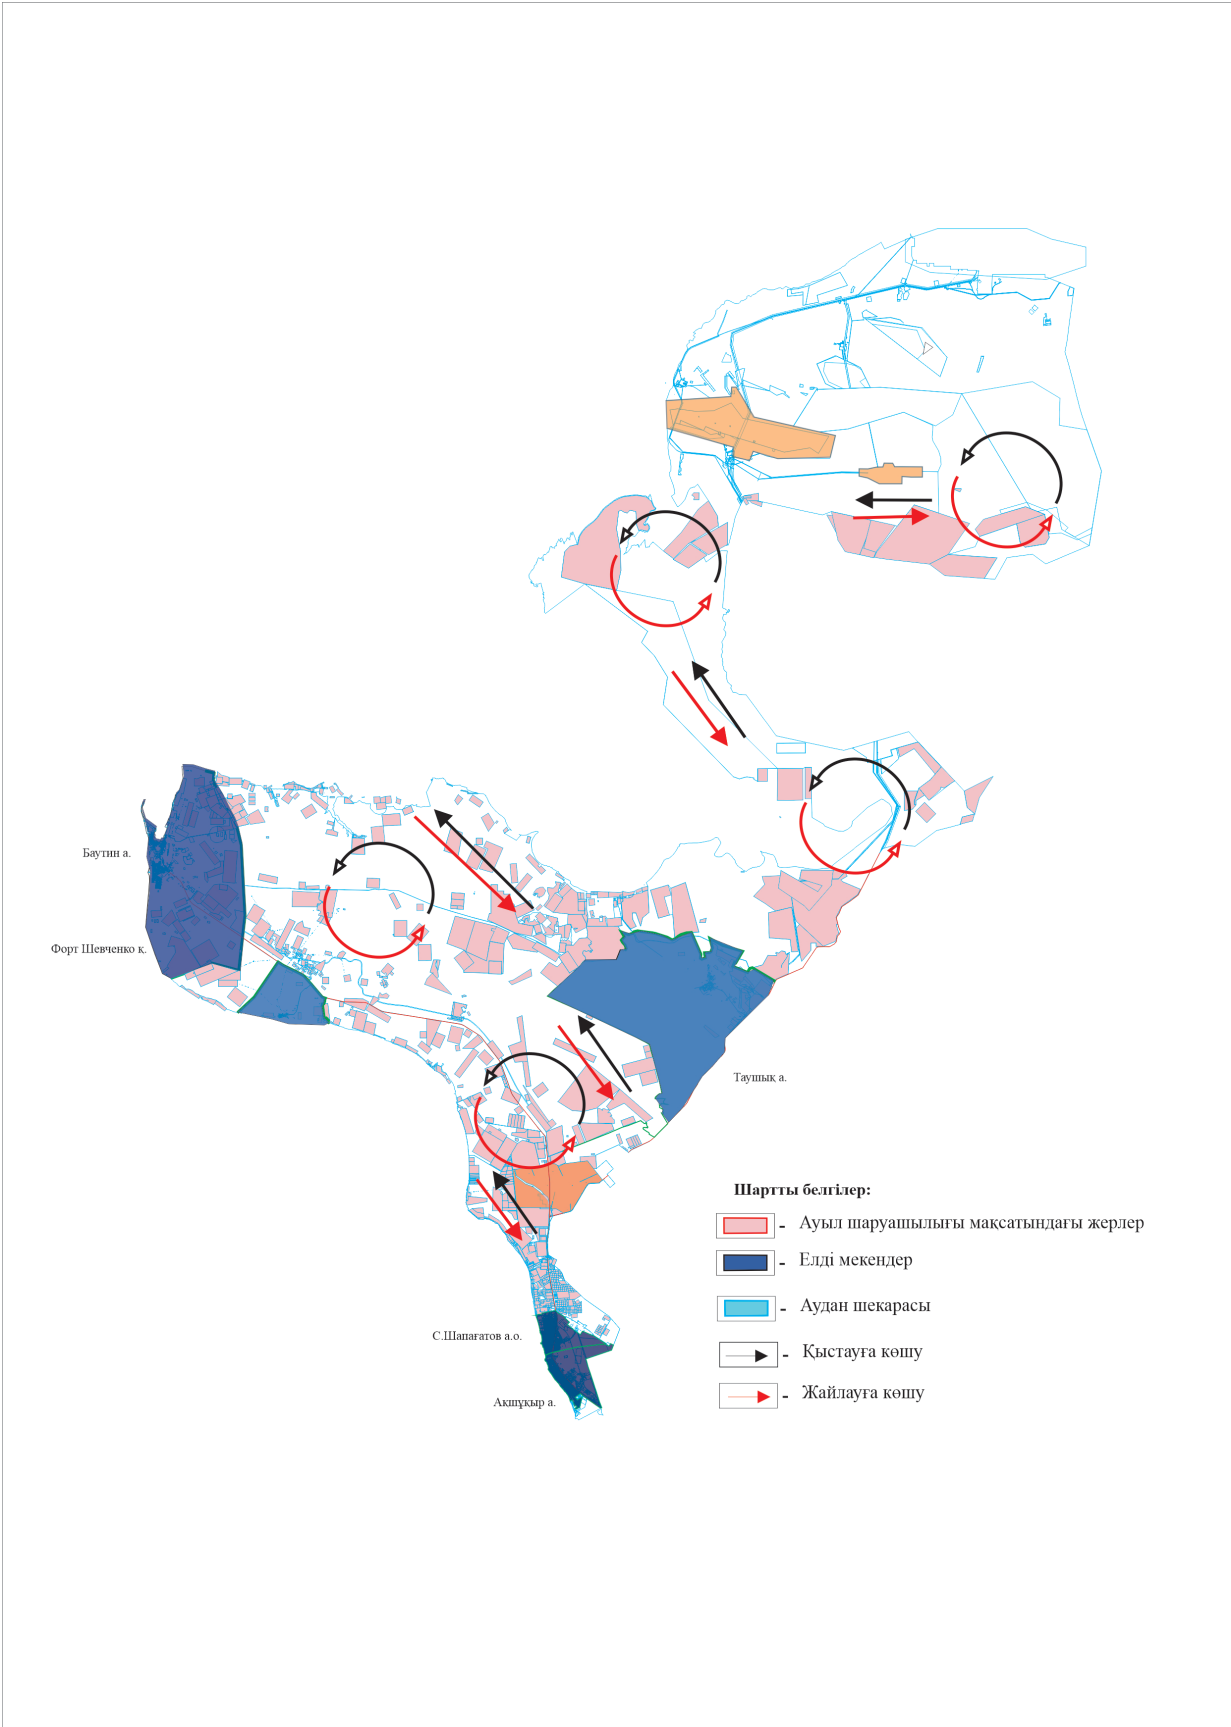 Баутин а.
Форт Шевченко қ.
Таушық а.
С.Шапағатов а.о.
Ақшұқыр а.
Шартты белгілер:
- Ауыл шаруашылығы мақсатындағы жерлер
- Елді мекендер
- Аудан шекарасы
- Қыстауға көшу
- Жайлауға көшу